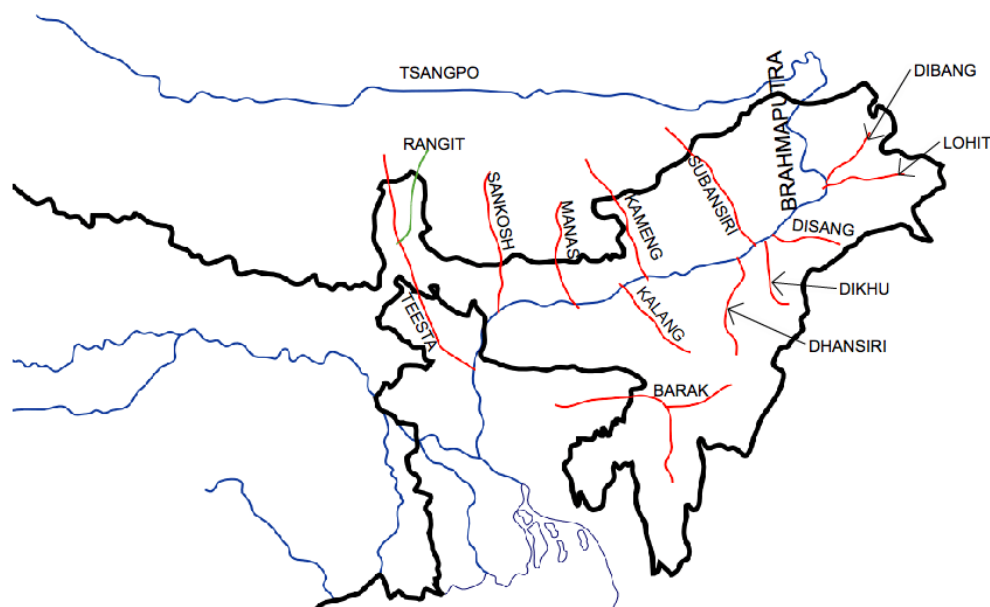 TSANGPO
BRAHMAPUTRA
DIBANG
LOHIT
RANGIT
SANKOSH
MANAS
KAMENG
SUBANSIRI
DISANG
DIKHU
DHANSIRI
KALANG
TEESTA
BARAK